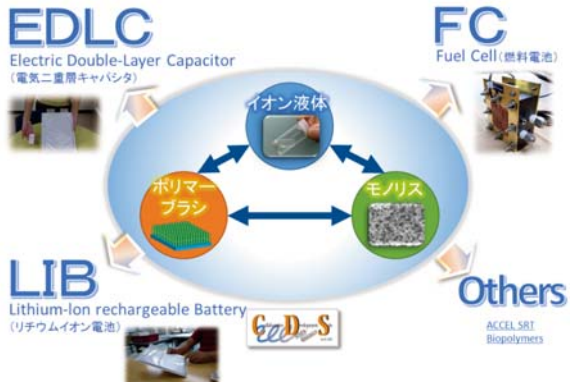 EDLC
Electric Double-Layer Capacitor
(電気二重層キャパシタ)
FC
Fuel Cell(燃料電池)
イオン液体
ポリマー
ブラシ
モノリス
LIB
Lithium-Ion rechargeable Battery
(リチウムイオン電池)
Others
ACCEL SRT
Biopolymers